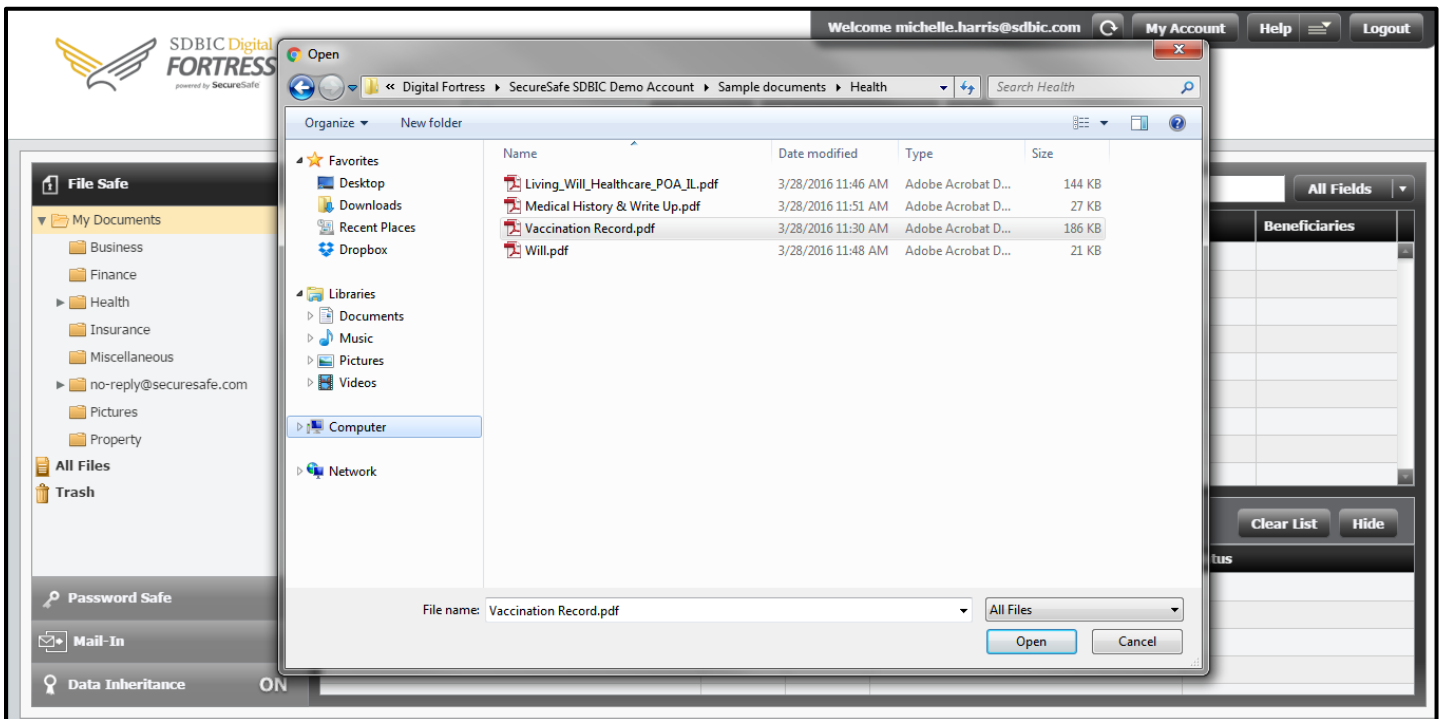 Welcome michelle.harris@sdbic.com My Account Help Logout
SDBIC Digital
FORTRESS
powered by SecureSafe
Open
« Digital Fortress ▸ SecureSafe SDBIC Demo Account ▸ Sample documents ▸ Health
Search Health
Organize New folder
Favorites
Desktop
Downloads
Recent Places
Dropbox
Libraries
Documents
Music
Pictures
Videos
Computer
Network
Name Date modified Type Size
Living_Will_Healthcare_POA_IL.pdf 3/28/2016 11:46 AM Adobe Acrobat D... 144 KB
Medical History & Write Up.pdf 3/28/2016 11:51 AM Adobe Acrobat D... 27 KB
Vaccination Record.pdf 3/28/2016 11:30 AM Adobe Acrobat D... 186 KB
Will.pdf 3/28/2016 11:48 AM Adobe Acrobat D... 21 KB
File name: Vaccination Record.pdf All Files
Open Cancel
File Safe
My Documents
Business
Finance
Health
Insurance
Miscellaneous
no-reply@securesafe.com
Pictures
Property
All Files
Trash
Password Safe
Mail-In
Data Inheritance ON
All Fields
Beneficiaries
Clear List Hide
tus